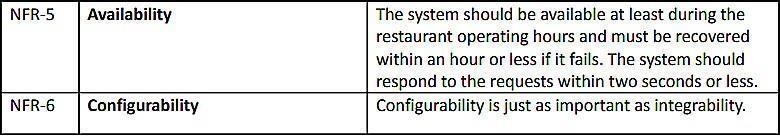 NFR-5 Availability The system should be available at least during the
restaurant operating hours and must be recovered
within an hour or less if it fails. The system should
respond to the requests within two seconds or less.
NFR-6 Configurability Configurability is just as important as integrability.